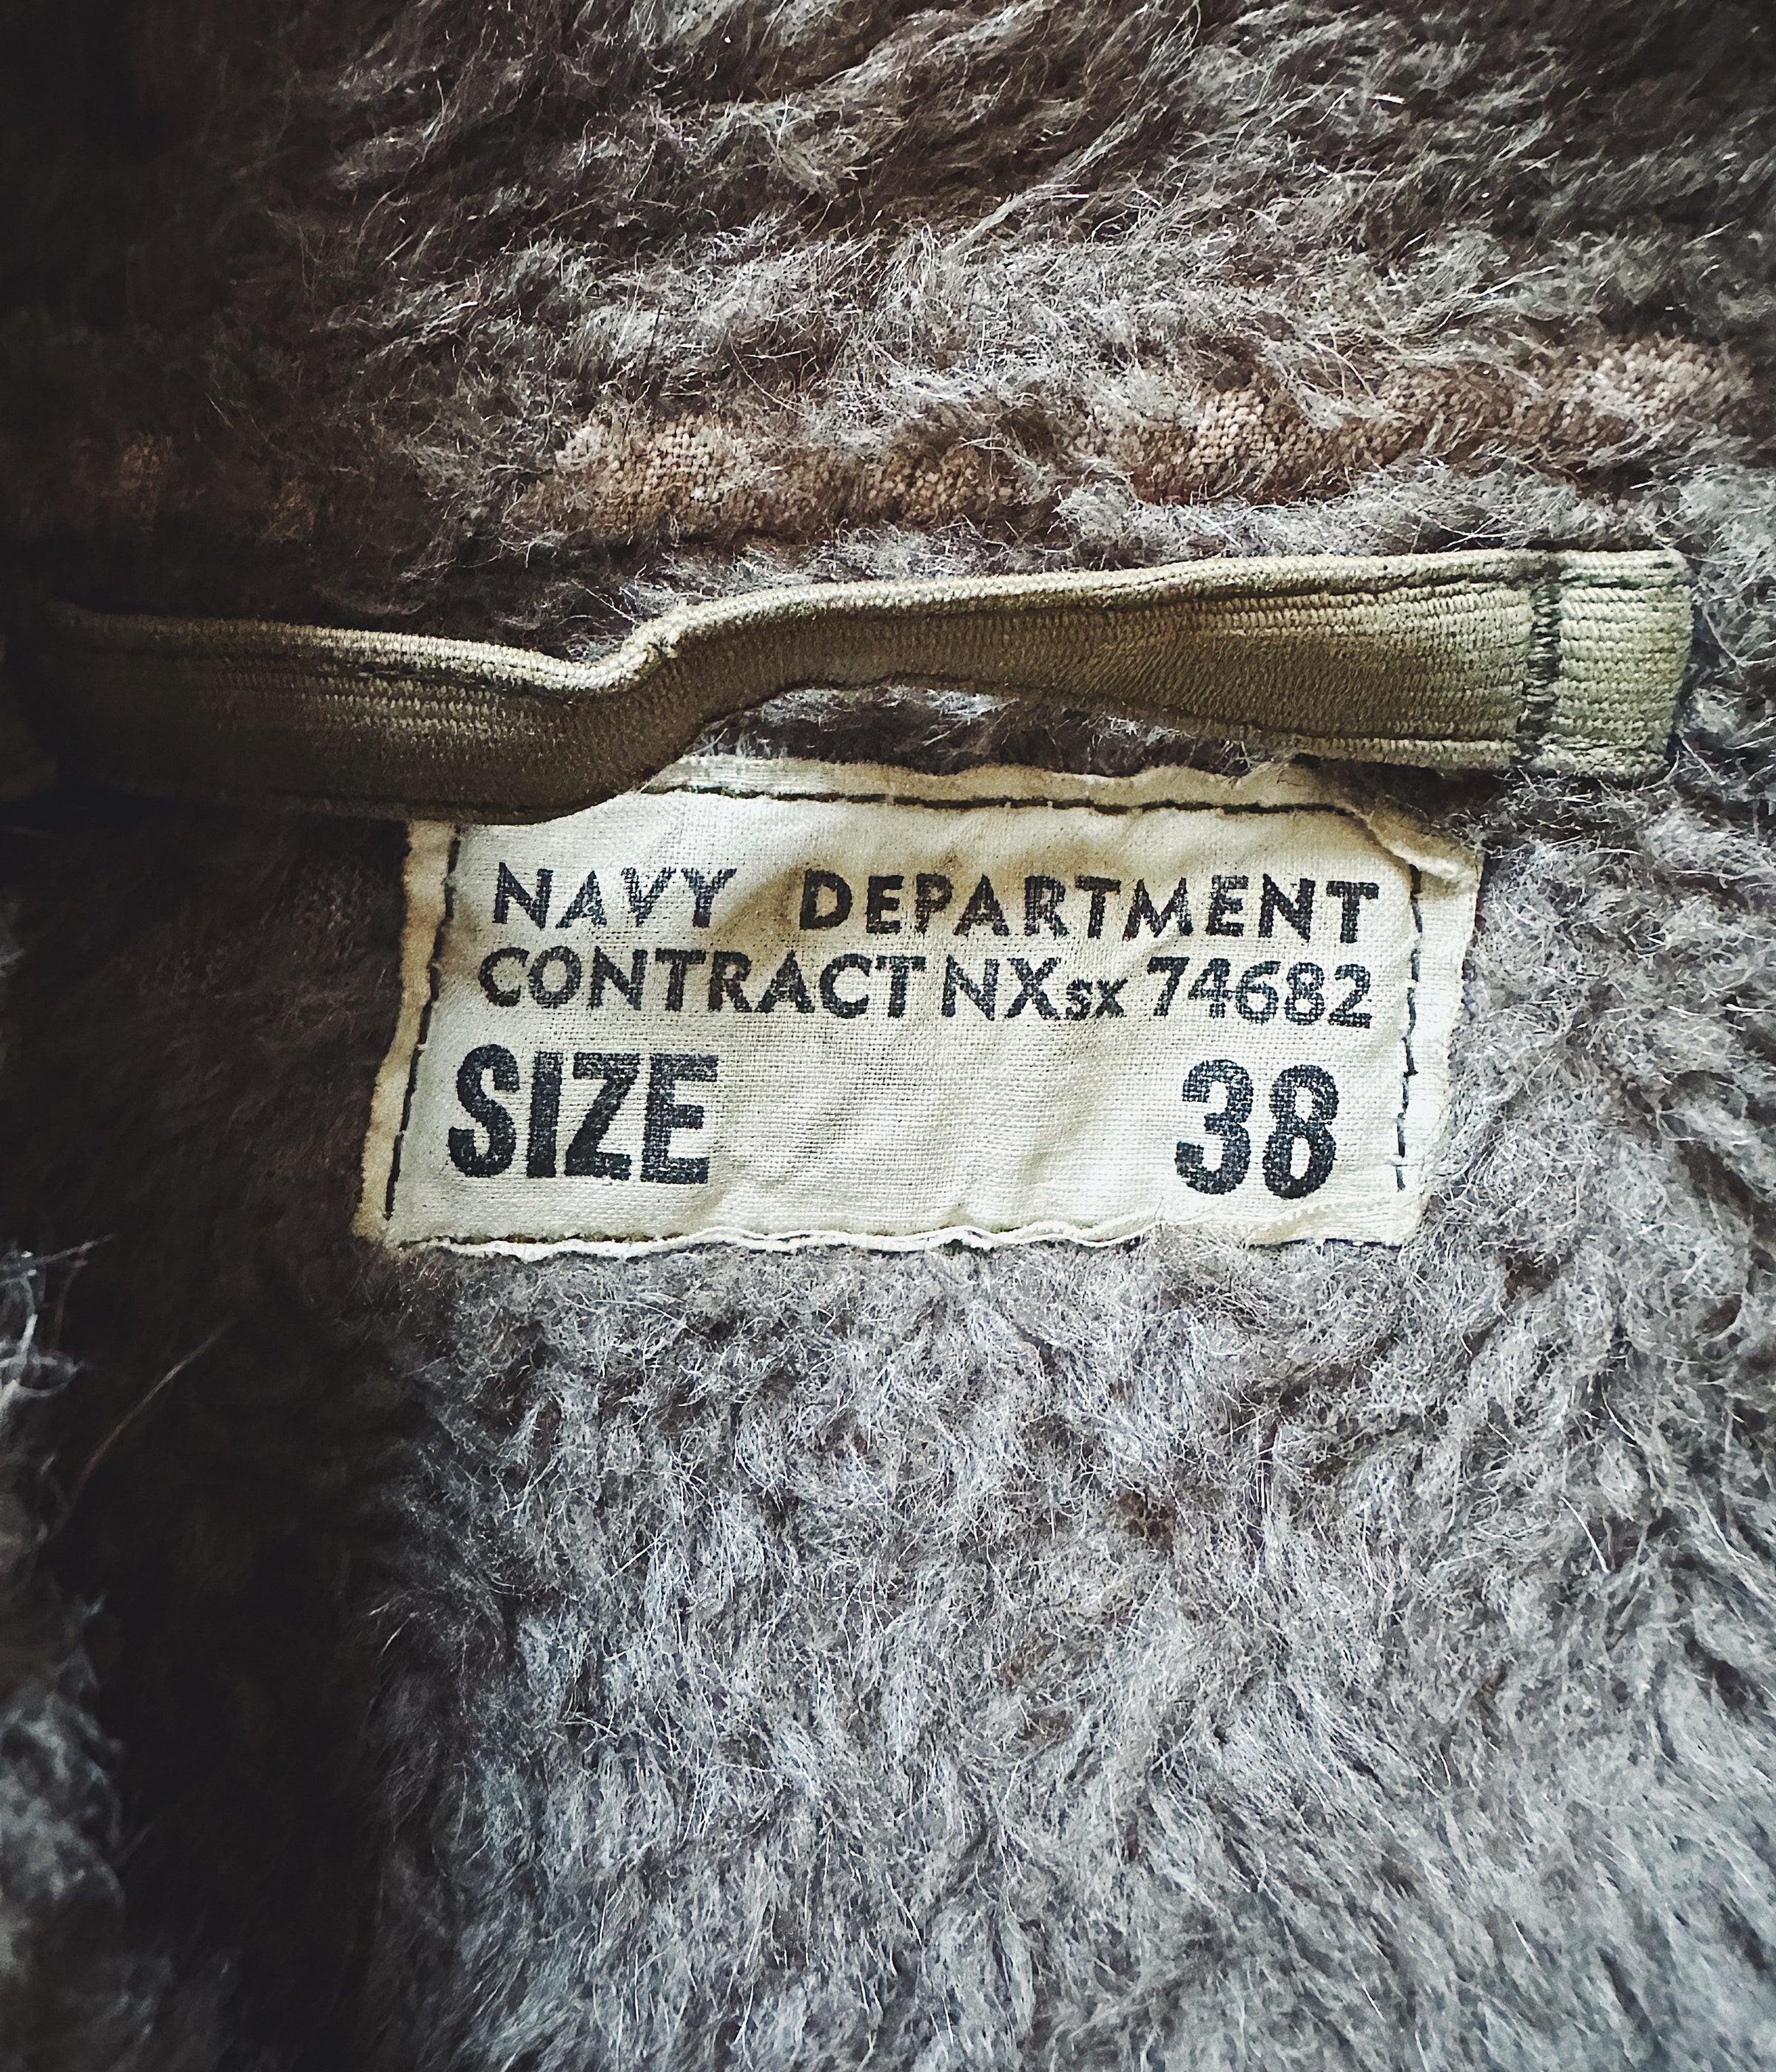 NAVY DEPARTMENT
CONTRACT NXsx 74682
SIZE 38